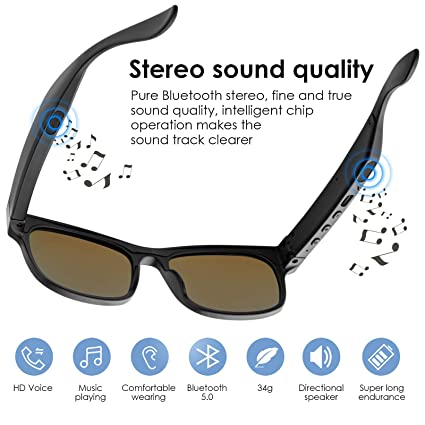 Stereo sound quality
Pure Bluetooth stereo, fine and true
sound quality, intelligent chip
operation makes the
sound track clearer
HD Voice
Music
playing
Comfortable
wearing
Bluetooth
5.0
34g
Directional
speaker
Super long
endurance